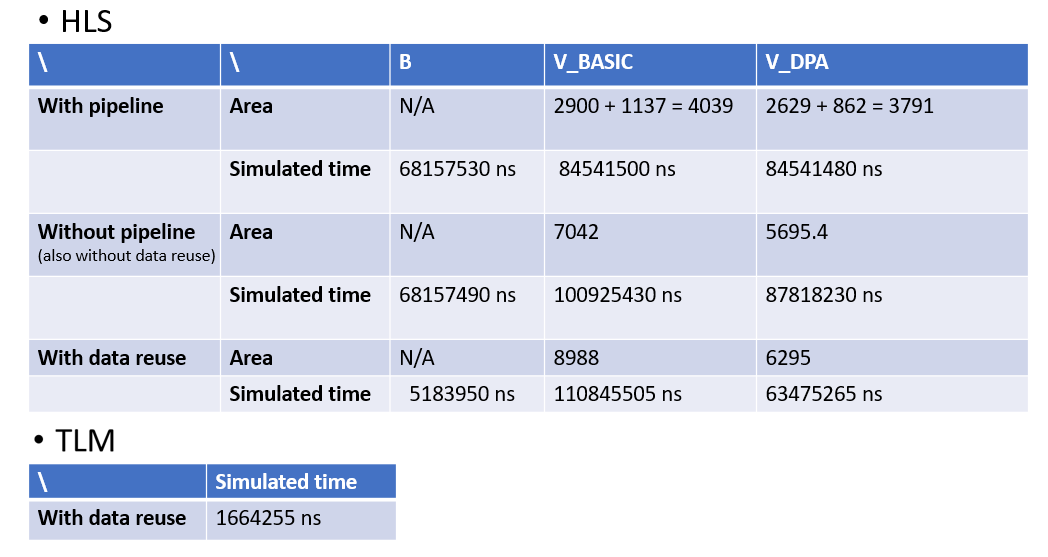 • HLS
\ \ B V_BASIC V_DPA
With pipeline Area N/A 2900 + 1137 = 4039 2629 + 862 = 3791
Simulated time 68157530 ns 84541500 ns 84541480 ns
Without pipeline Area N/A 7042 5695.4
(also without data reuse)
Simulated time 68157490 ns 100925430 ns 87818230 ns
With data reuse Area N/A 8988 6295
Simulated time 5183950 ns 110845505 ns 63475265 ns
• TLM
\ Simulated time
With data reuse 1664255 ns